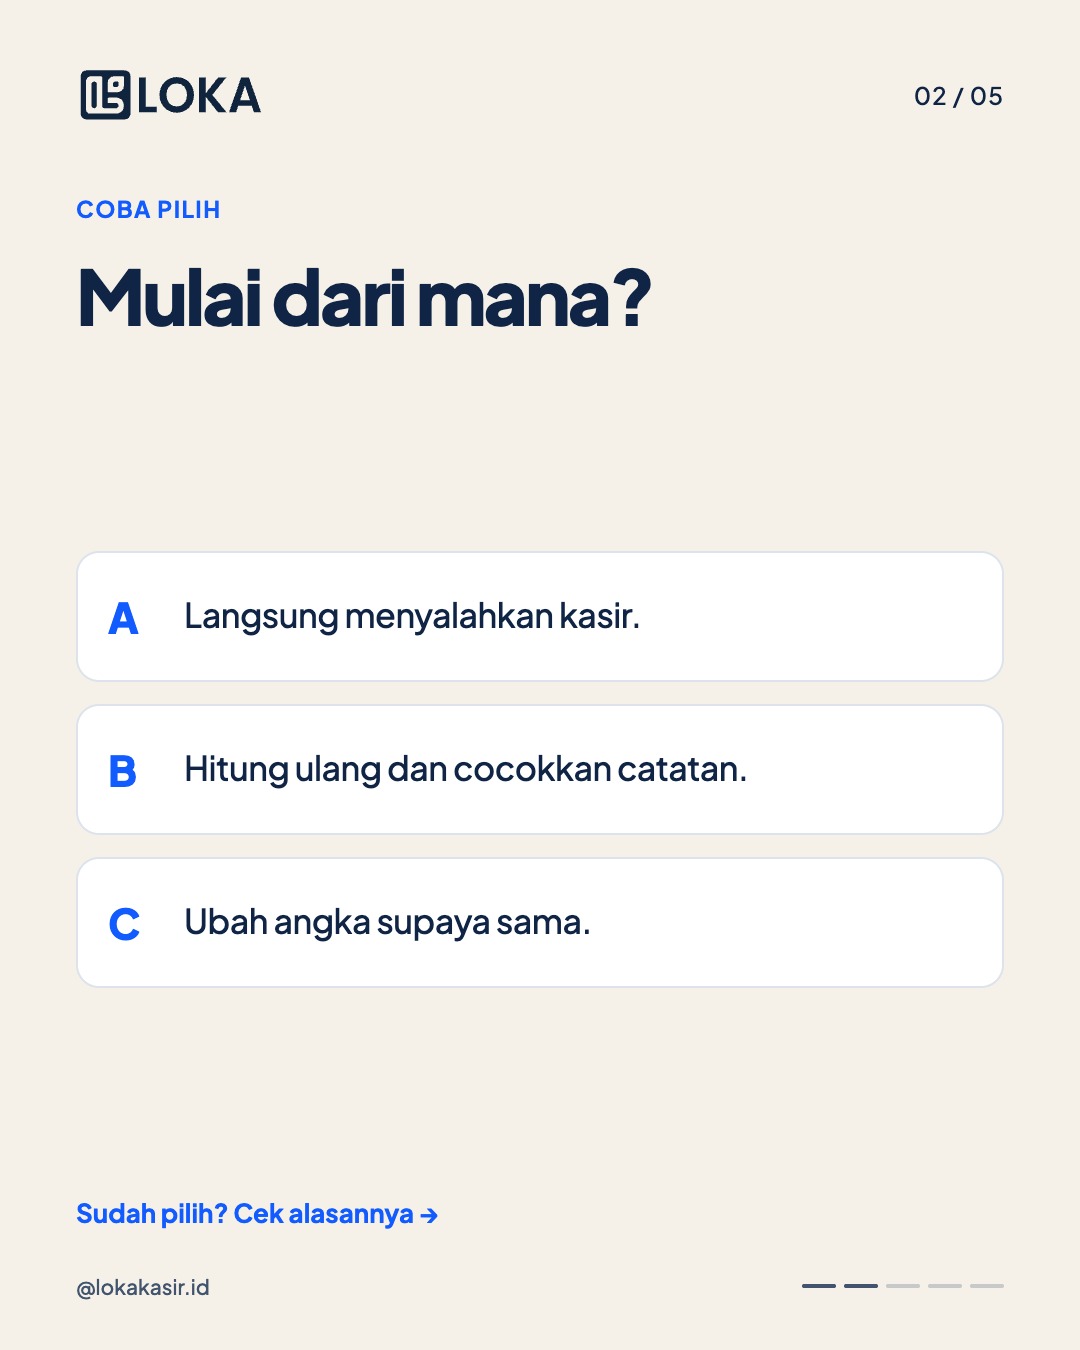 LOKA
02 / 05
COBA PILIH
Mulai dari mana?
A Langsung menyalahkan kasir.
B Hitung ulang dan cocokkan catatan.
C Ubah angka supaya sama.
Sudah pilih? Cek alasannya →
@lokakasir.id